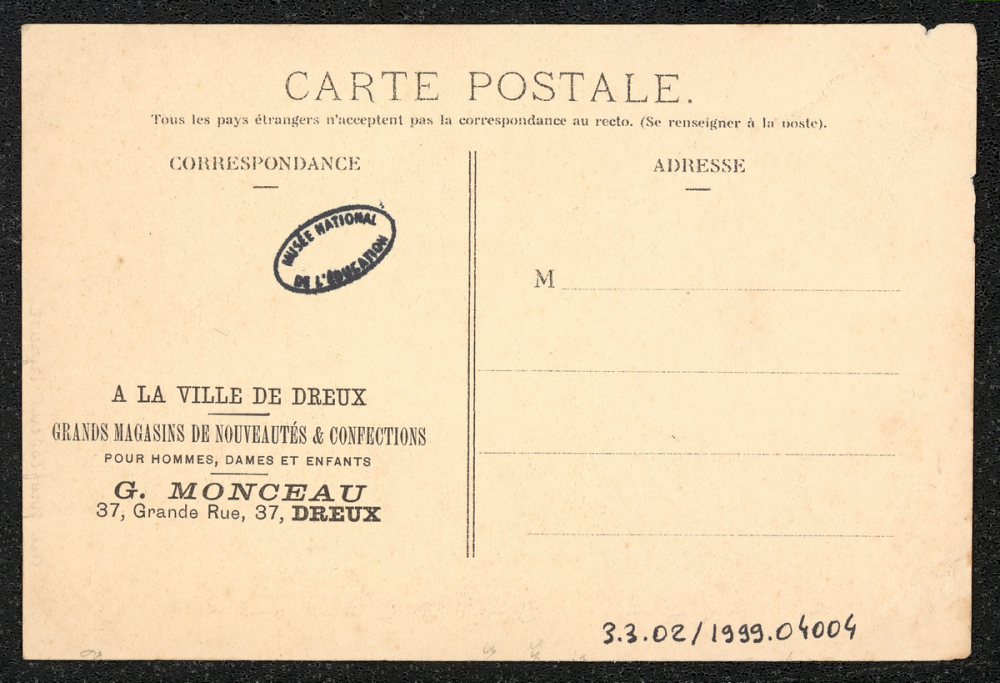 CARTE POSTALE.
Tous les pays étrangers n'acceptent pas la correspondance au recto. (Se renseigner à la poste).
CORRESPONDANCE
ADRESSE
MUSÉE NATIONAL
DE L'ÉDUCATION
M
A LA VILLE DE DREUX
GRANDS MAGASINS DE NOUVEAUTÉS & CONFECTIONS
POUR HOMMES, DAMES ET ENFANTS
G. MONCEAU
37, Grande Rue, 37, DREUX
3.3.02/1999.04004